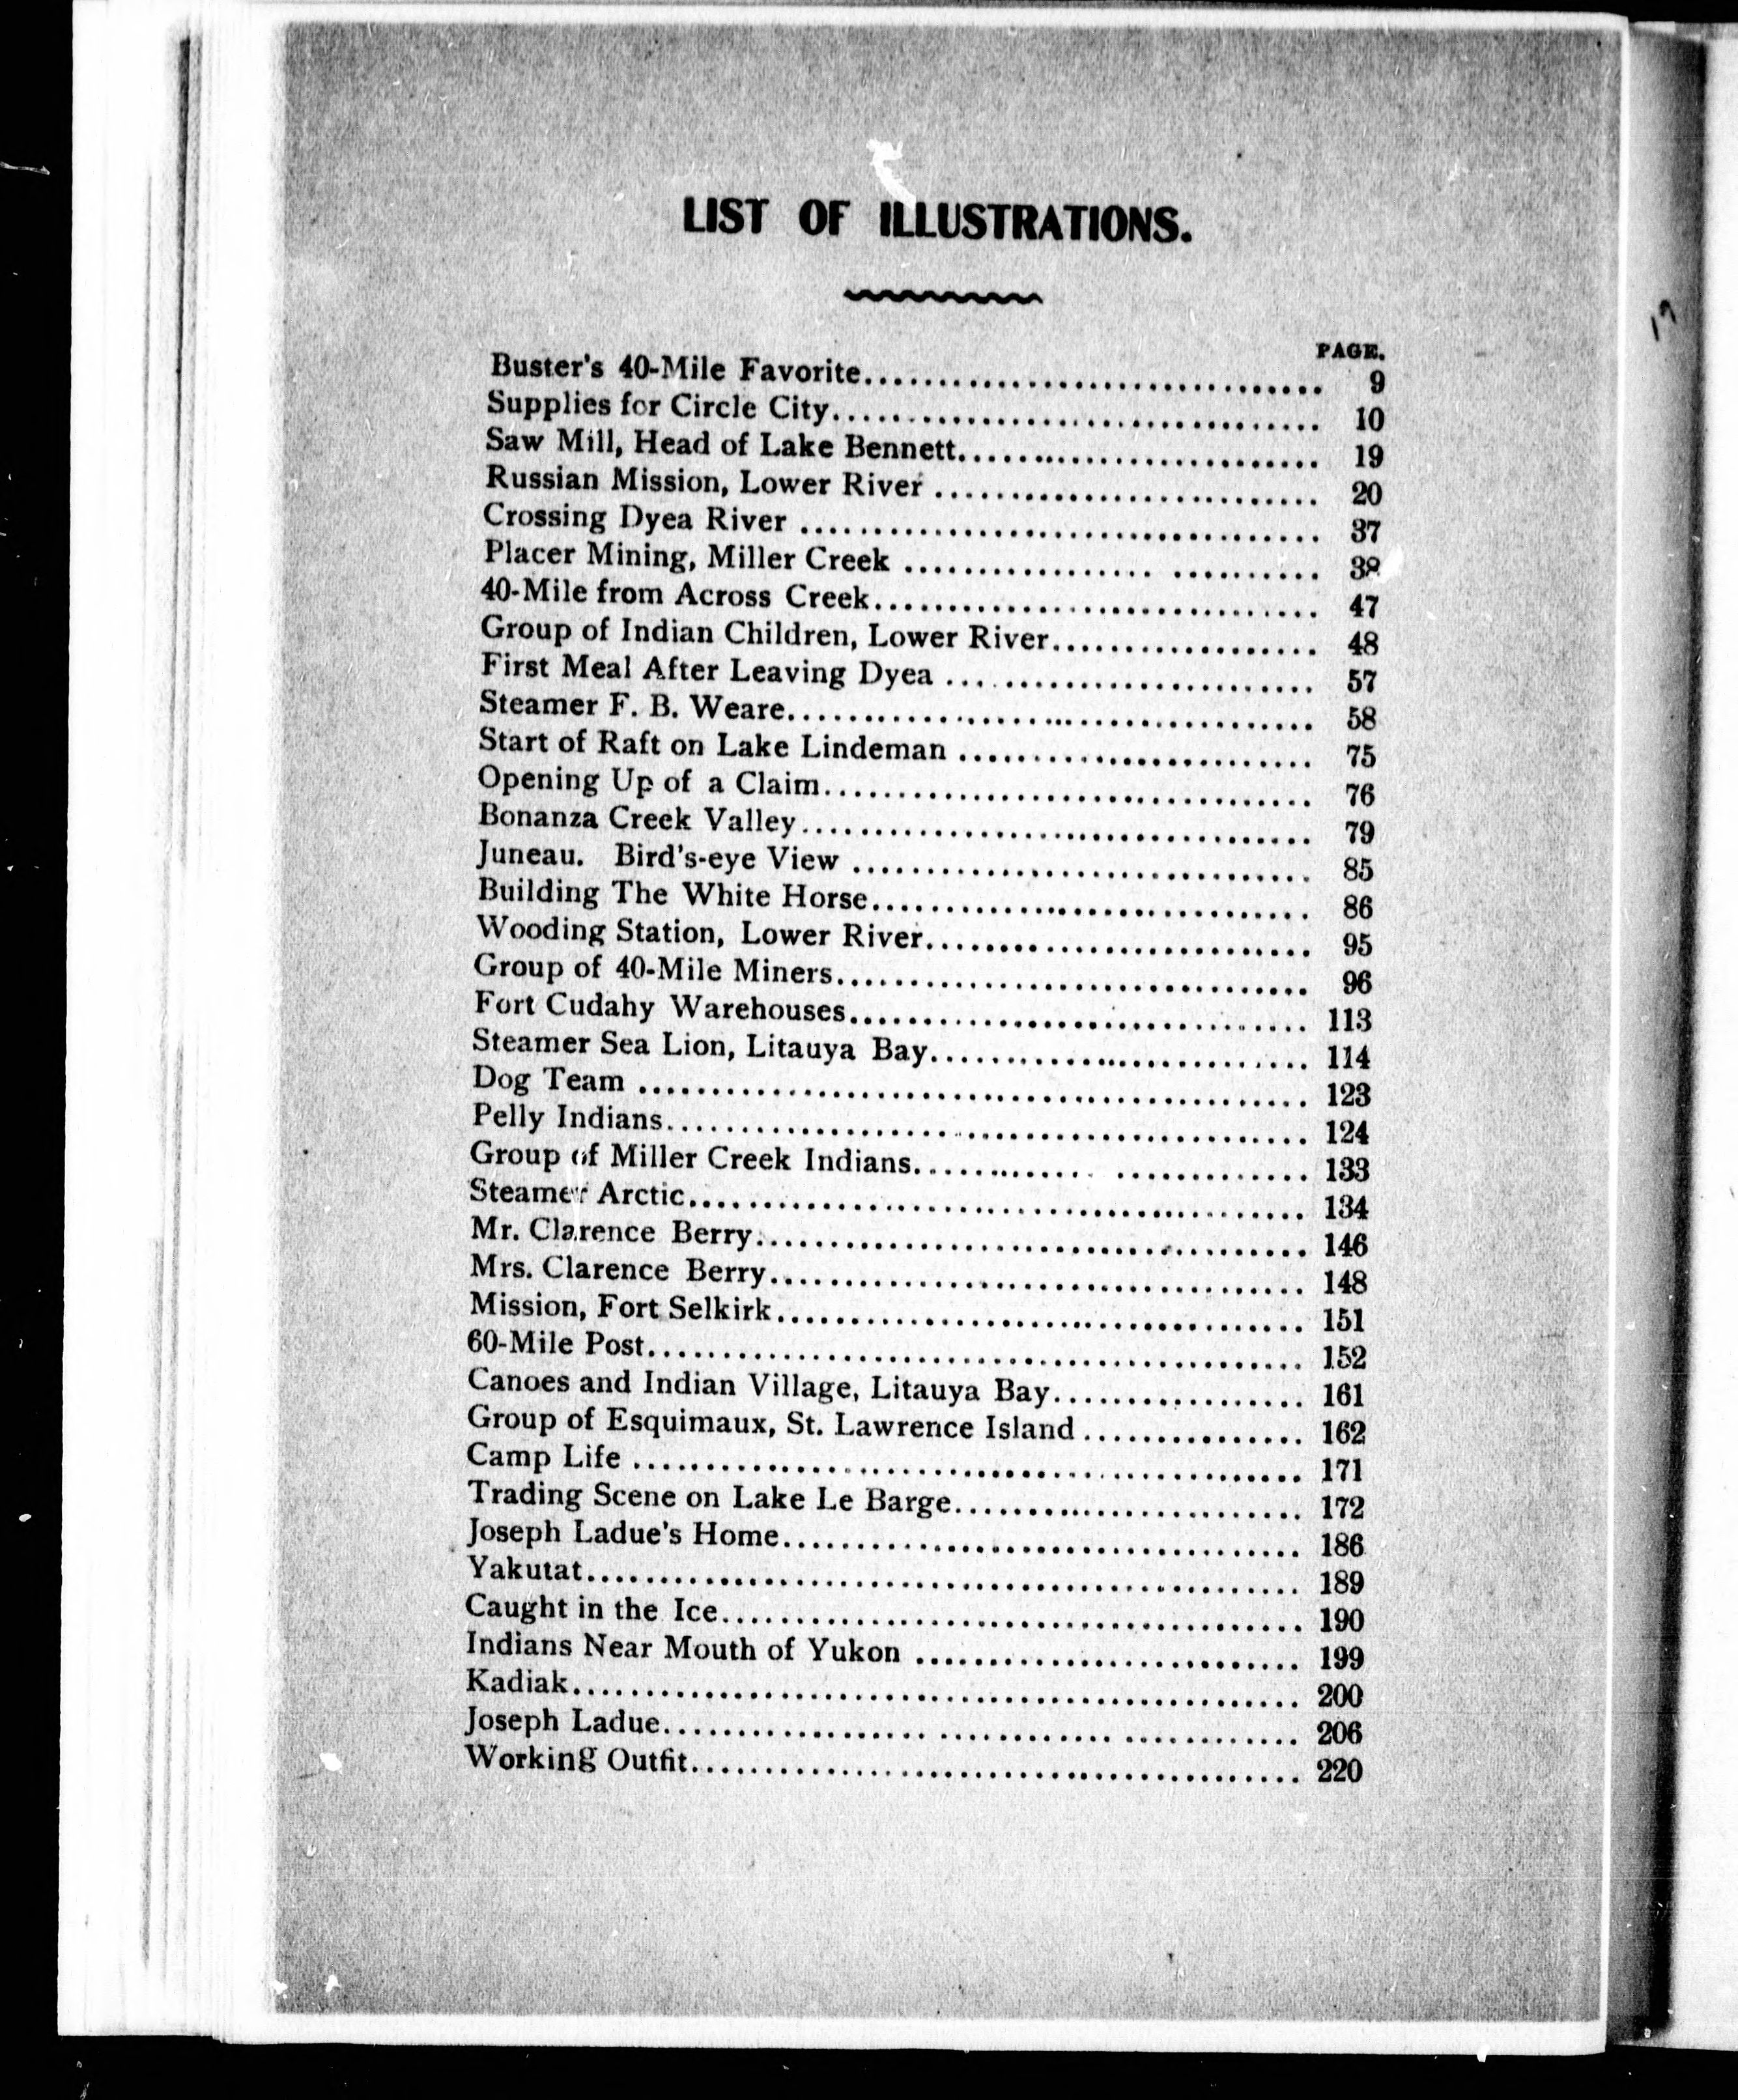 LIST OF ILLUSTRATIONS.
PAGE.
Buster's 40-Mile Favorite................................ 9
Supplies for Circle City.................................. 10
Saw Mill, Head of Lake Bennett......................... 19
Russian Mission, Lower River ........................... 20
Crossing Dyea River .................................... 37
Placer Mining, Miller Creek ................. .......... 38
40-Mile from Across Creek............................... 47
Group of Indian Children, Lower River................... 48
First Meal After Leaving Dyea ......................... 57
Steamer F. B. Weare..................................... 58
Start of Raft on Lake Lindeman ......................... 75
Opening Up of a Claim.................................. 76
Bonanza Creek Valley................................... 79
Juneau. Bird's-eye View ................................ 85
Building The White Horse............................... 86
Wooding Station, Lower River........................... 95
Group of 40-Mile Miners................................ 96
Fort Cudahy Warehouses................................ 113
Steamer Sea Lion, Litauya Bay.......................... 114
Dog Team .............................................. 123
Pelly Indians............................................ 124
Group of Miller Creek Indians............ ............. 133
Steamer Arctic.......................................... 134
Mr. Clarence Berry...................................... 146
Mrs. Clarence Berry..................................... 148
Mission, Fort Selkirk.................................... 151
60-Mile Post............................................. 152
Canoes and Indian Village, Litauya Bay................. 161
Group of Esquimaux, St. Lawrence Island ............... 162
Camp Life .............................................. 171
Trading Scene on Lake Le Barge........................ 172
Joseph Ladue's Home.................................... 186
Yakutat................................................. 189
Caught in the Ice........................................ 190
Indians Near Mouth of Yukon .......................... 199
Kadiak.................................................. 200
Joseph Ladue.................. ............ ............ 206
Working Outfit.......................................... 220